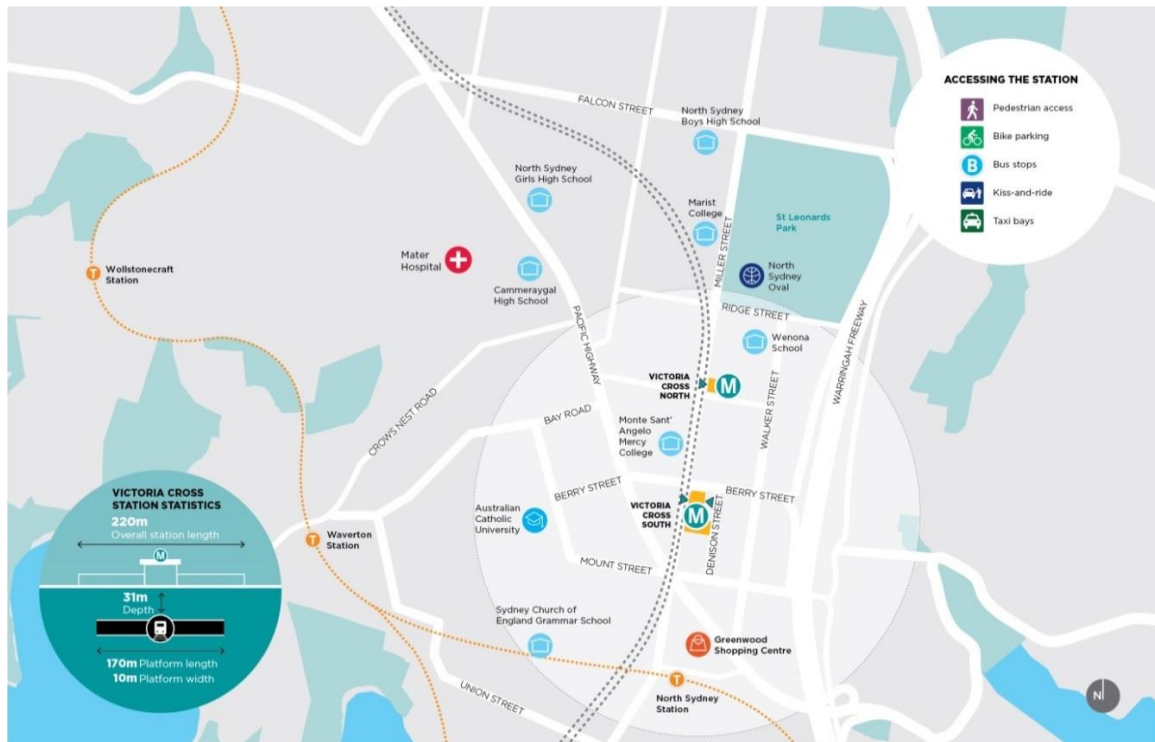 ACCESSING THE STATION
Pedestrian access
Bike parking
B
Bus stops
Kiss-and-ride
Taxi bays
FALCON STREET
North Sydney
Boys High School
North Sydney
Girls High School
Marist
College
St Leonards
Park
MILLER STREET
Mater
Hospital
Cammeraygal
High School
North
Sydney
Oval
T
Wollstonecraft
Station
RIDGE STREET
PACIFIC HIGHWAY
Wenona
School
WARRINGAH FREEWAY
VICTORIA
CROSS
NORTH
M
WALKER STREET
CROWS NEST ROAD
BAY ROAD
Monte Sant'
Angelo
Mercy
College
BERRY STREET
BERRY STREET
VICTORIA
CROSS
SOUTH
M
DENISON STREET
Australian
Catholic
University
T
Waverton
Station
MOUNT STREET
Sydney Church of
England Grammar School
Greenwood
Shopping Centre
T
North Sydney
Station
UNION STREET
VICTORIA CROSS
STATION STATISTICS
220m
Overall station length
M
31m
Depth
170m Platform length
10m Platform width
N